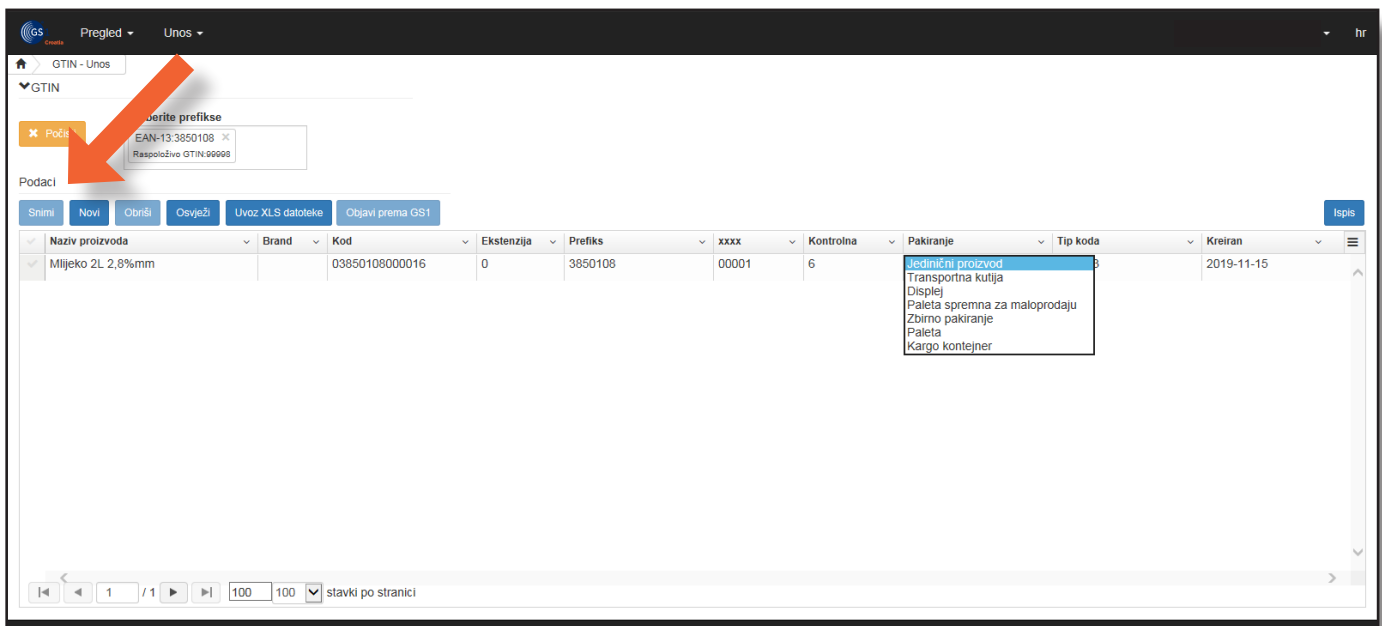 GS Croatia Pregled Unos hr
GTIN - Unos
GTIN
berite prefikse
Počis
EAN-13:3850108 ×
Raspoloživo GTIN:99998
Podaci
Snimi Novi Obriši Osvježi Uvoz XLS datoteke Objavi prema GS1 Ispis
Naziv proizvoda Brand Kod Ekstenzija Prefiks xxxx Kontrolna Pakiranje Tip koda Kreiran
Mlijeko 2L 2,8%mm 03850108000016 0 3850108 00001 6 Jedinični proizvod 3 2019-11-15
Transportna kutija
Displej
Paleta spremna za maloprodaju
Zbirno pakiranje
Paleta
Kargo kontejner
1 / 1 100 100 stavki po stranici